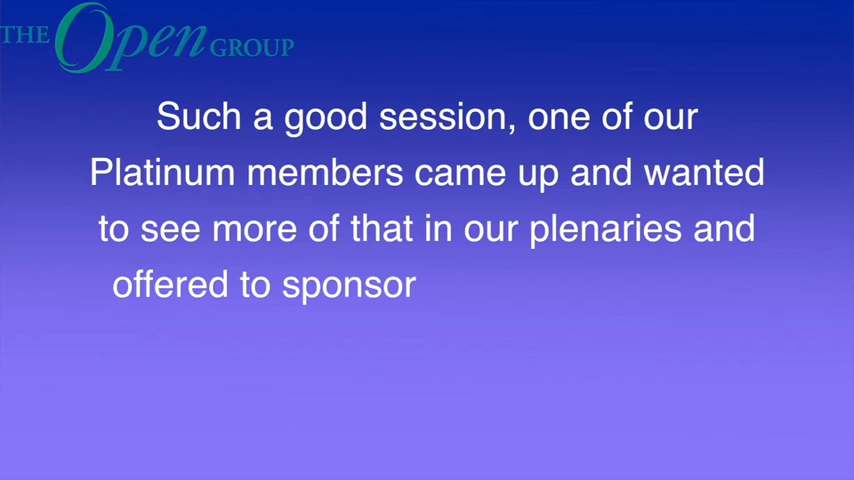 THE Open GROUP
Such a good session, one of our
Platinum members came up and wanted
to see more of that in our plenaries and
offered to sponsor